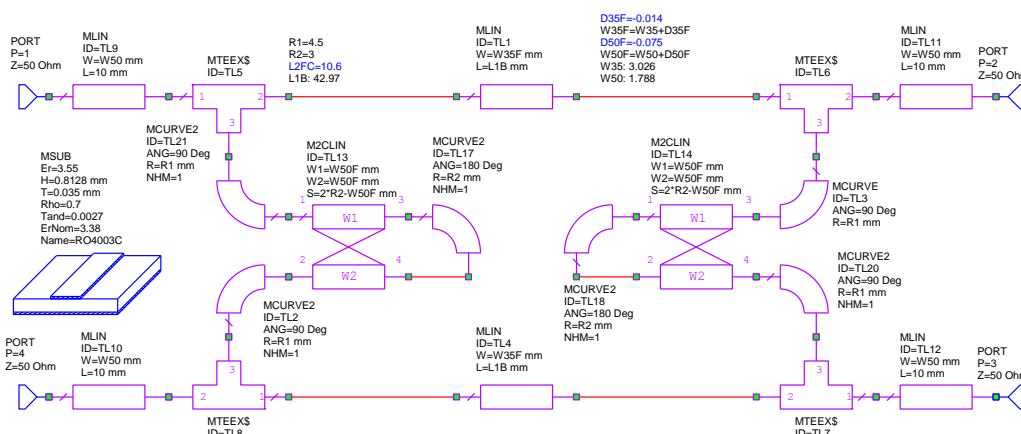 PORT
P=1
Z=50 Ohm
MLIN
ID=TL9
W=W50 mm
L=10 mm
MTEEX$
ID=TL5
1
2
3
R1=4.5
R2=3
L2FC=10.6
L1B: 42.97
MLIN
ID=TL1
W=W35F mm
L=L1B mm
D35F=-0.014
W35F=W35+D35F
D50F=-0.075
W50F=W50+D50F
W35: 3.026
W50: 1.788
MTEEX$
ID=TL6
1
2
3
MLIN
ID=TL11
W=W50 mm
L=10 mm
PORT
P=2
Z=50 Ohm
MSUB
Er=3.55
H=0.8128 mm
T=0.035 mm
Rho=0.7
Tand=0.0027
ErNom=3.38
Name=RO4003C
MCURVE2
ID=TL21
ANG=90 Deg
R=R1 mm
NHM=1
M2CLIN
ID=TL13
W1=W50F mm
W2=W50F mm
S=2*R2-W50F mm
1
W1
3
2
W2
4
MCURVE2
ID=TL17
ANG=180 Deg
R=R2 mm
NHM=1
M2CLIN
ID=TL14
W1=W50F mm
W2=W50F mm
S=2*R2-W50F mm
1
W1
3
2
W2
4
MCURVE
ID=TL3
ANG=90 Deg
R=R1 mm
MCURVE2
ID=TL2
ANG=90 Deg
R=R1 mm
NHM=1
MCURVE2
ID=TL18
ANG=180 Deg
R=R2 mm
NHM=1
MCURVE2
ID=TL20
ANG=90 Deg
R=R1 mm
NHM=1
PORT
P=4
Z=50 Ohm
MLIN
ID=TL10
W=W50 mm
L=10 mm
3
2
1
MTEEX$
ID=TL8
MLIN
ID=TL4
W=W35F mm
L=L1B mm
3
1
2
MTEEX$
ID=TL7
MLIN
ID=TL12
W=W50 mm
L=10 mm
PORT
P=3
Z=50 Ohm